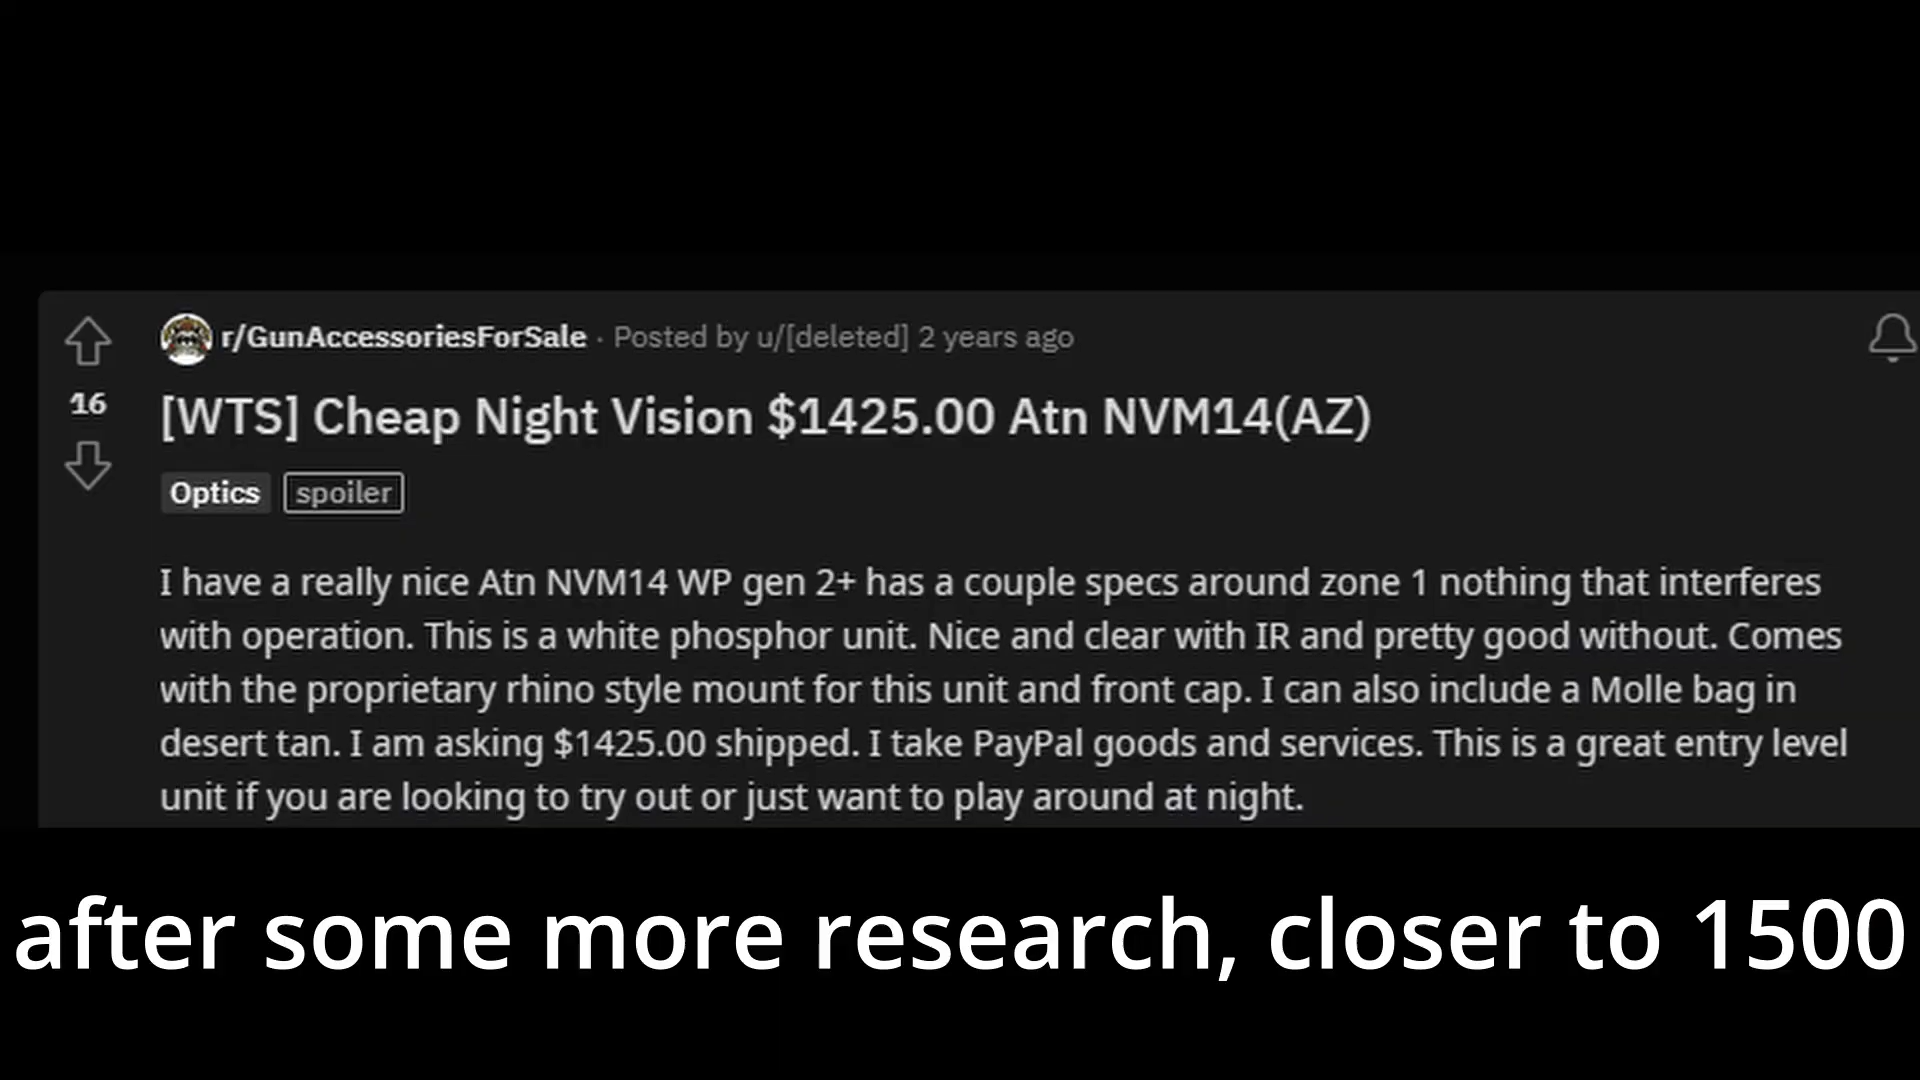 r/GunAccessoriesForSale · Posted by u/[deleted] 2 years ago
16
[WTS] Cheap Night Vision $1425.00 Atn NVM14(AZ)
Optics spoiler
I have a really nice Atn NVM14 WP gen 2+ has a couple specs around zone 1 nothing that interferes
with operation. This is a white phosphor unit. Nice and clear with IR and pretty good without. Comes
with the proprietary rhino style mount for this unit and front cap. I can also include a Molle bag in
desert tan. I am asking $1425.00 shipped. I take PayPal goods and services. This is a great entry level
unit if you are looking to try out or just want to play around at night.
after some more research, closer to 1500